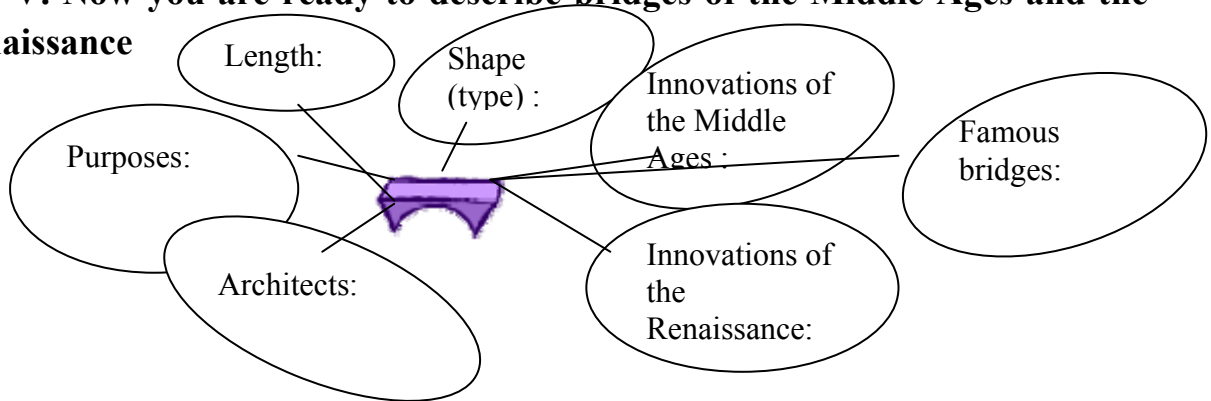 V. Now you are ready to describe bridges of the Middle Ages and the
aissance
Length:
Shape
(type) :
Innovations of
the Middle
Ages :
Famous
bridges:
Purposes:
Architects:
Innovations of
the
Renaissance: